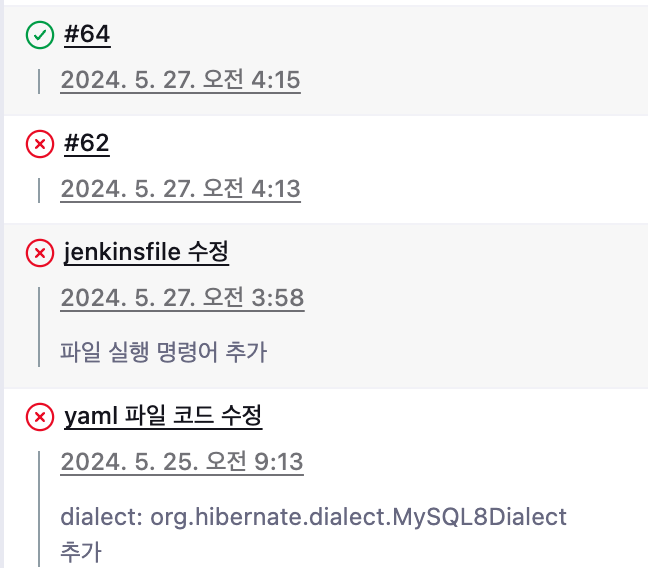 #64
2024. 5. 27. 오전 4:15
#62
2024. 5. 27. 오전 4:13
jenkinsfile 수정
2024. 5. 27. 오전 3:58
파일 실행 명령어 추가
yaml 파일 코드 수정
2024. 5. 25. 오전 9:13
dialect: org.hibernate.dialect.MySQL8Dialect
추가